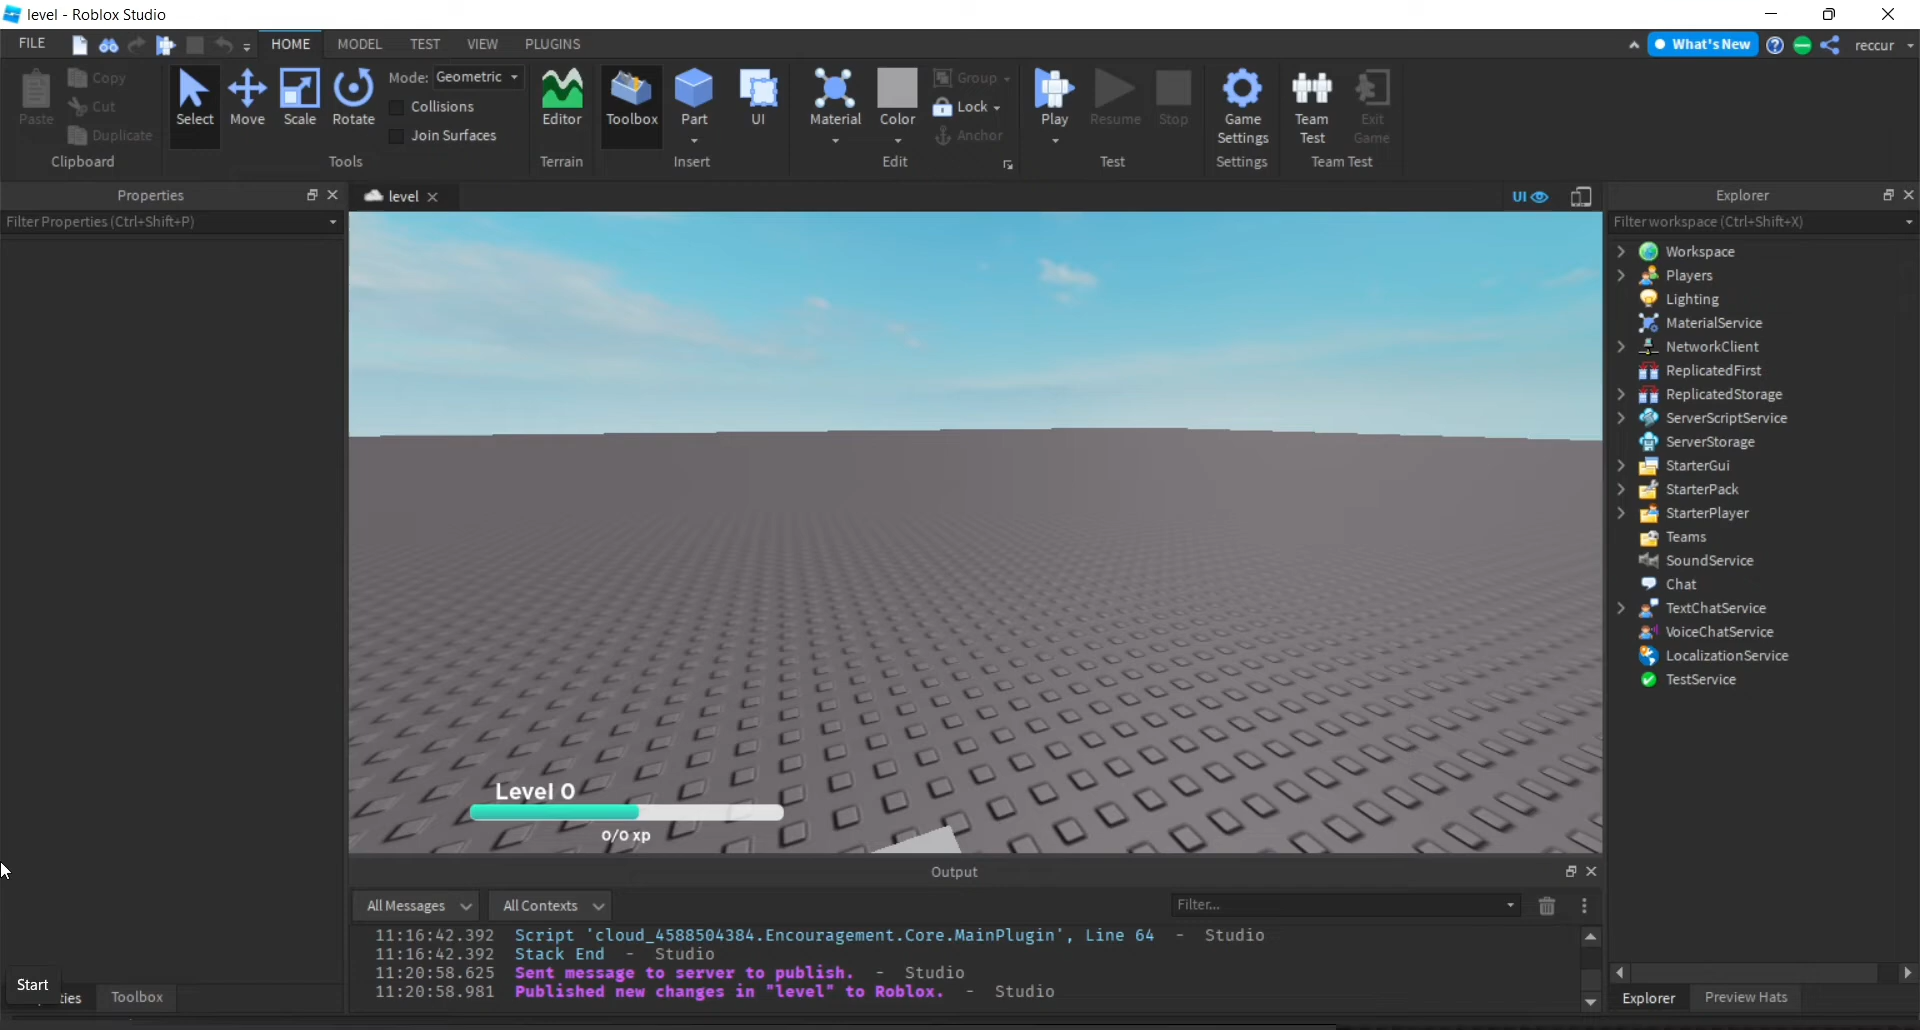 level - Roblox Studio
FILE HOME MODEL TEST VIEW PLUGINS What's New reccur
Paste Copy Cut Duplicate Clipboard
Select Move Scale Rotate Mode: Geometric Collisions Join Surfaces Tools
Editor Terrain
Toolbox Part UI Insert
Material Color Group Lock Anchor Edit
Play Resume Stop Test
Game Settings Settings
Team Test Exit Game Team Test
Properties
Filter Properties (Ctrl+Shift+P)
level
UI
Explorer
Filter workspace (Ctrl+Shift+X)
Workspace
Players
Lighting
MaterialService
NetworkClient
ReplicatedFirst
ReplicatedStorage
ServerScriptService
ServerStorage
StarterGui
StarterPack
StarterPlayer
Teams
SoundService
Chat
TextChatService
VoiceChatService
LocalizationService
TestService
Level 0
0/0 xp
Output
All Messages All Contexts Filter...
11:16:42.392 Script 'cloud_4588504384.Encouragement.Core.MainPlugin', Line 64 - Studio
11:16:42.392 Stack End - Studio
11:20:58.625 Sent message to server to publish. - Studio
11:20:58.981 Published new changes in "level" to Roblox. - Studio
Start
Toolbox
Explorer Preview Hats